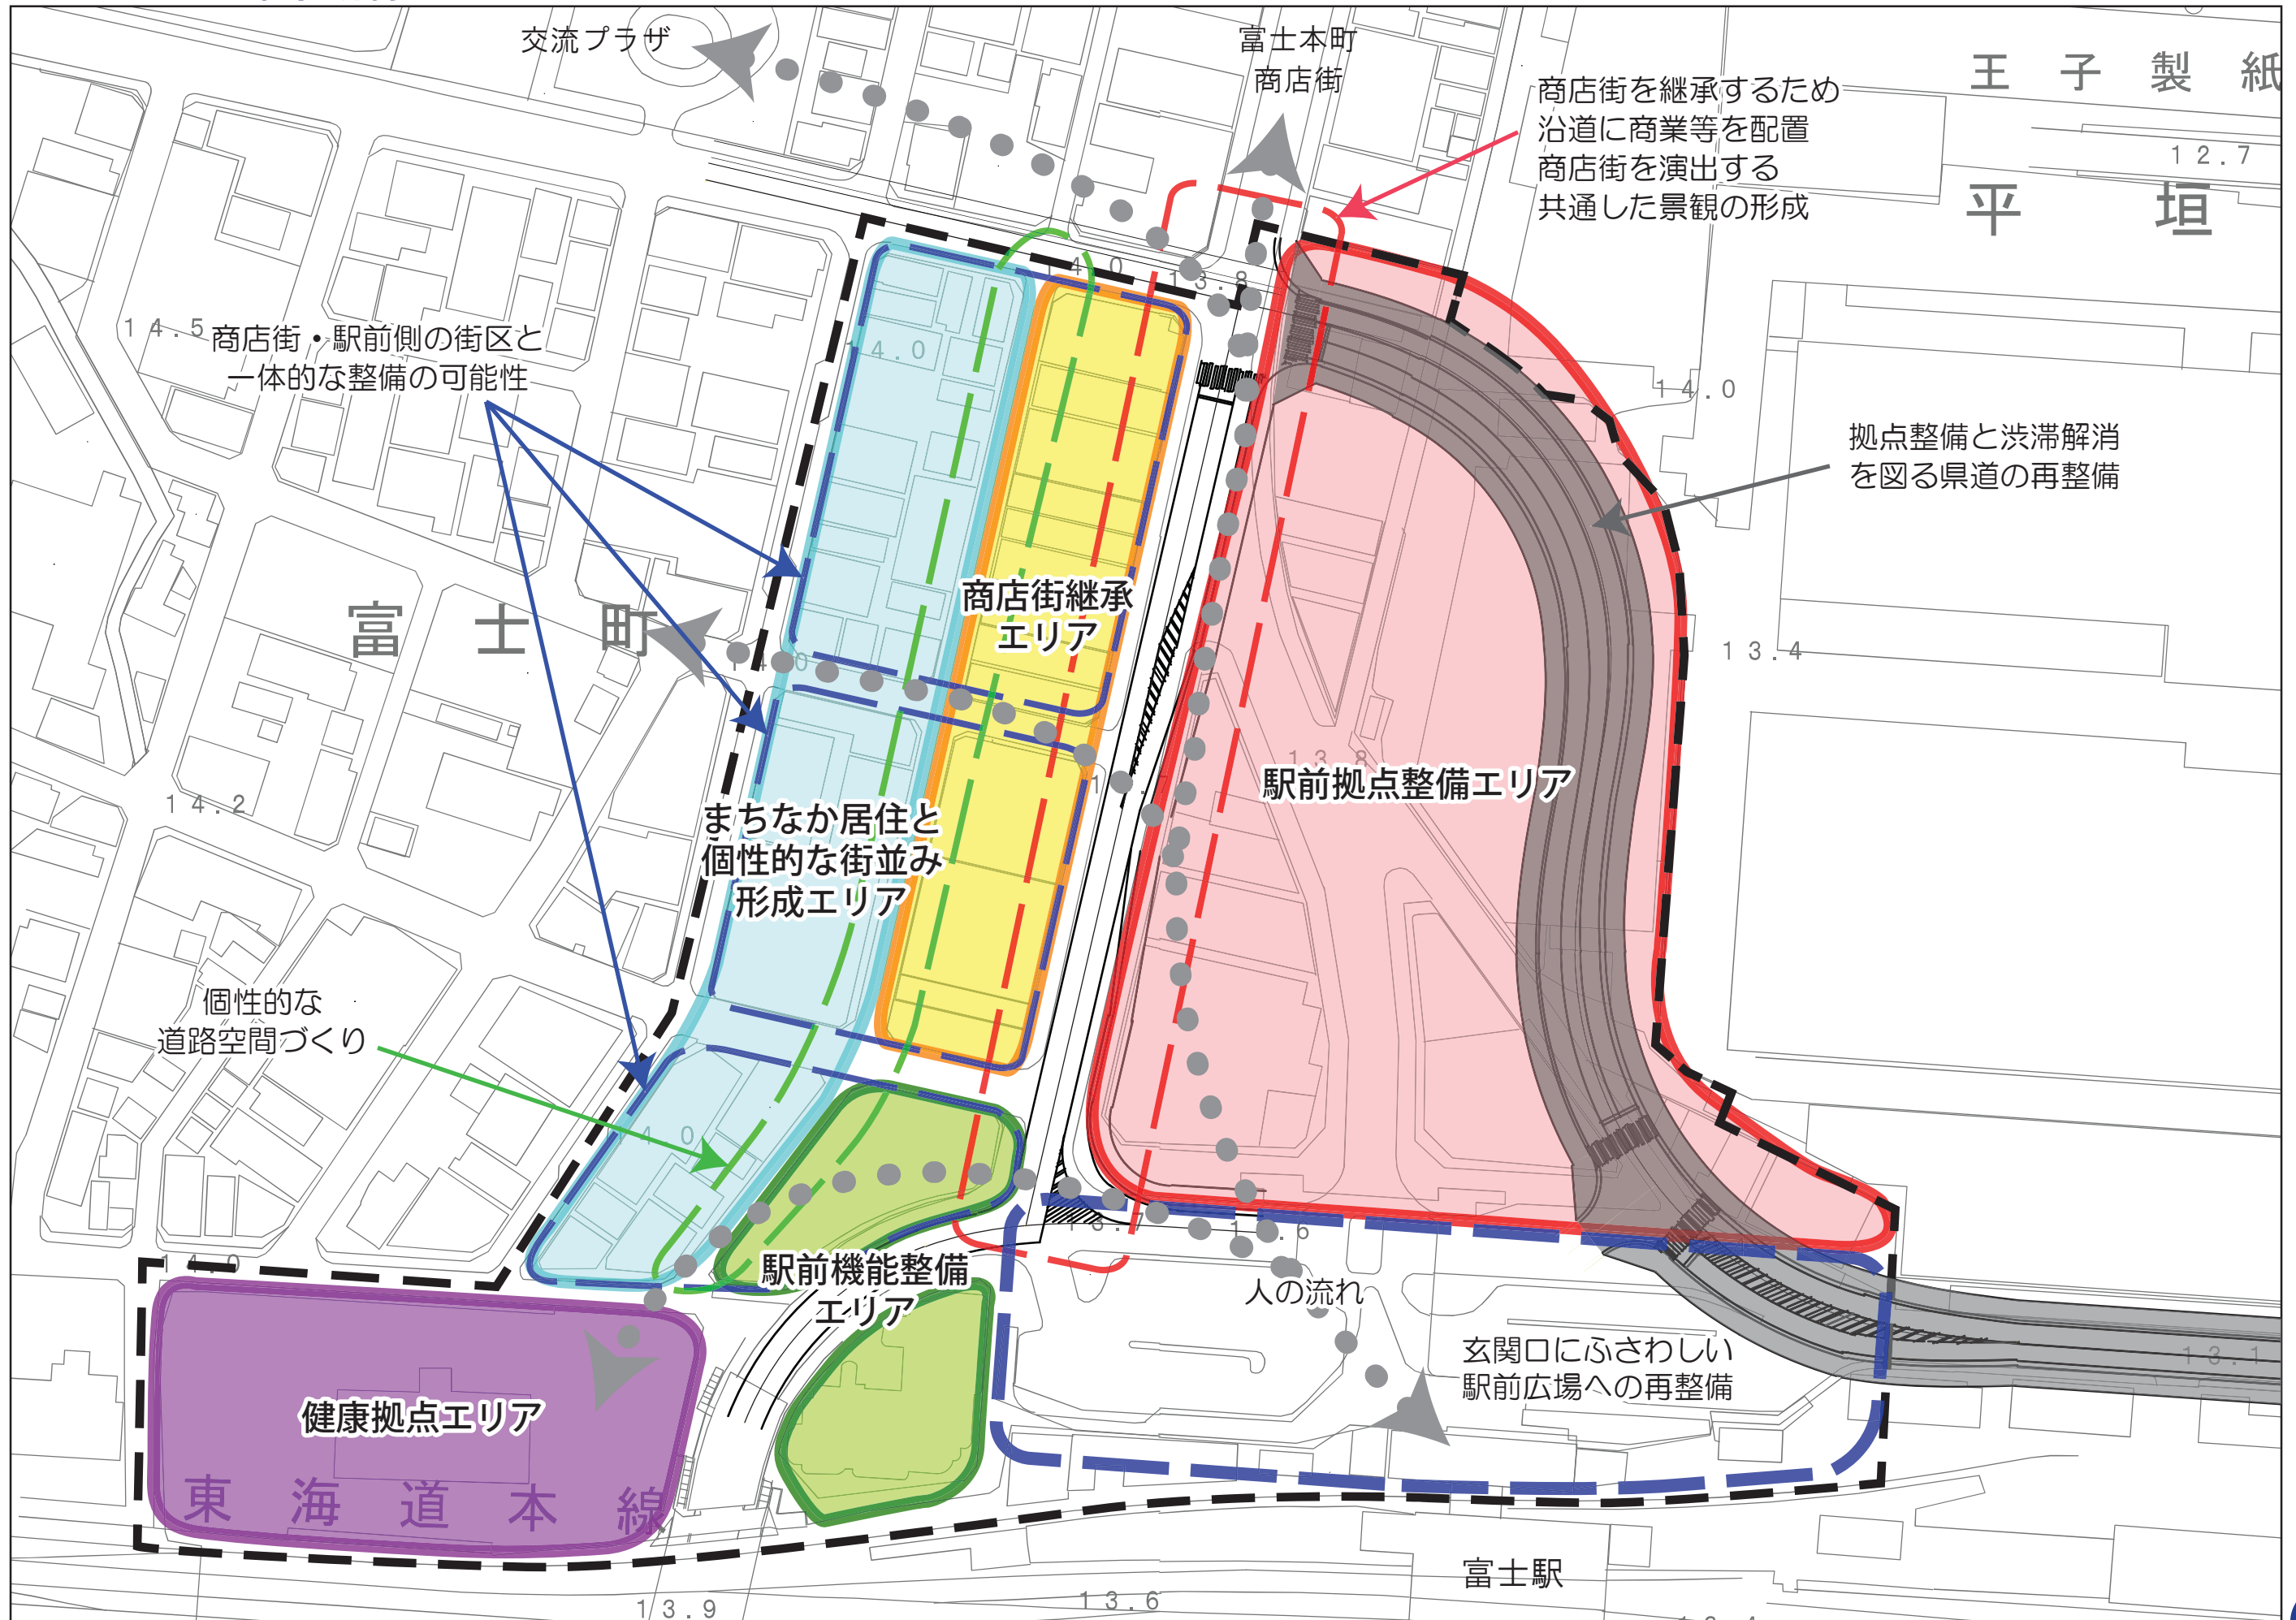 交流プラザ
富士本町
商店街
王子製紙
商店街を継承するため
沿道に商業等を配置
商店街を演出する
共通した景観の形成
12.7
平垣
14.0
13.8
14.5
商店街・駅前側の街区と
一体的な整備の可能性
14.0
14.0
拠点整備と渋滞解消
を図る県道の再整備
商店街継承
エリア
富士町
14.0
13.4
13.8
駅前拠点整備エリア
14.2
まちなか居住と
個性的な街並み
形成エリア
個性的な
道路空間づくり
14.0
13.7
14.0
駅前機能整備
エリア
人の流れ
玄関口にふさわしい
駅前広場への再整備
13.1
健康拠点エリア
東海道本線
富士駅
13.9
13.6